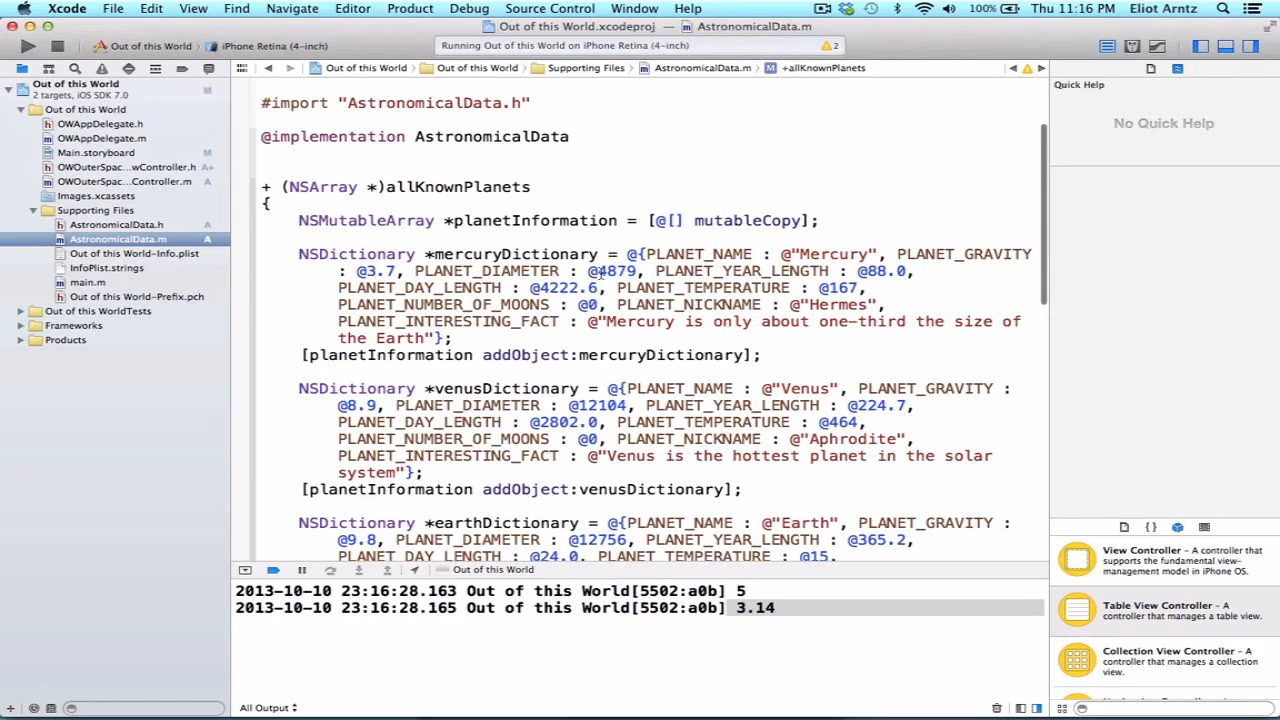 Xcode File Edit View Find Navigate Editor Product Debug Source Control Window Help 100% Thu 11:16 PM Eliot Arntz
Out of this World.xcodeproj — AstronomicalData.m
Out of this World iPhone Retina (4-inch) Running Out of this World on iPhone Retina (4-inch) 2
Out of this World Out of this World Supporting Files AstronomicalData.m +allKnownPlanets
Out of this World M
2 targets, iOS SDK 7.0
Out of this World
OWAppDelegate.h
OWAppDelegate.m
Main.storyboard M
OWOuterSpac...wController.h A+
OWOuterSpac...Controller.m A
Images.xcassets
Supporting Files
AstronomicalData.h A
AstronomicalData.m A
Out of this World-Info.plist
InfoPlist.strings
main.m
Out of this World-Prefix.pch
Out of this WorldTests
Frameworks
Products
#import "AstronomicalData.h"
@implementation AstronomicalData
+ (NSArray *)allKnownPlanets
{
NSMutableArray *planetInformation = [@[] mutableCopy];
NSDictionary *mercuryDictionary = @{PLANET_NAME : @"Mercury", PLANET_GRAVITY
: @3.7, PLANET_DIAMETER : @4879, PLANET_YEAR_LENGTH : @88.0,
PLANET_DAY_LENGTH : @4222.6, PLANET_TEMPERATURE : @167,
PLANET_NUMBER_OF_MOONS : @0, PLANET_NICKNAME : @"Hermes",
PLANET_INTERESTING_FACT : @"Mercury is only about one-third the size of
the Earth"};
[planetInformation addObject:mercuryDictionary];
NSDictionary *venusDictionary = @{PLANET_NAME : @"Venus", PLANET_GRAVITY :
@8.9, PLANET_DIAMETER : @12104, PLANET_YEAR_LENGTH : @224.7,
PLANET_DAY_LENGTH : @2802.0, PLANET_TEMPERATURE : @464,
PLANET_NUMBER_OF_MOONS : @0, PLANET_NICKNAME : @"Aphrodite",
PLANET_INTERESTING_FACT : @"Venus is the hottest planet in the solar
system"};
[planetInformation addObject:venusDictionary];
NSDictionary *earthDictionary = @{PLANET_NAME : @"Earth", PLANET_GRAVITY :
@9.8, PLANET_DIAMETER : @12756, PLANET_YEAR_LENGTH : @365.2,
PLANET_DAY_LENGTH : @24.0, PLANET_TEMPERATURE : @15,
Out of this World
2013-10-10 23:16:28.163 Out of this World[5502:a0b] 5
2013-10-10 23:16:28.165 Out of this World[5502:a0b] 3.14
All Output
Quick Help
No Quick Help
View Controller - A controller that
supports the fundamental view-
management model in iPhone OS.
Table View Controller - A
controller that manages a table view.
Collection View Controller - A
controller that manages a collection
view.